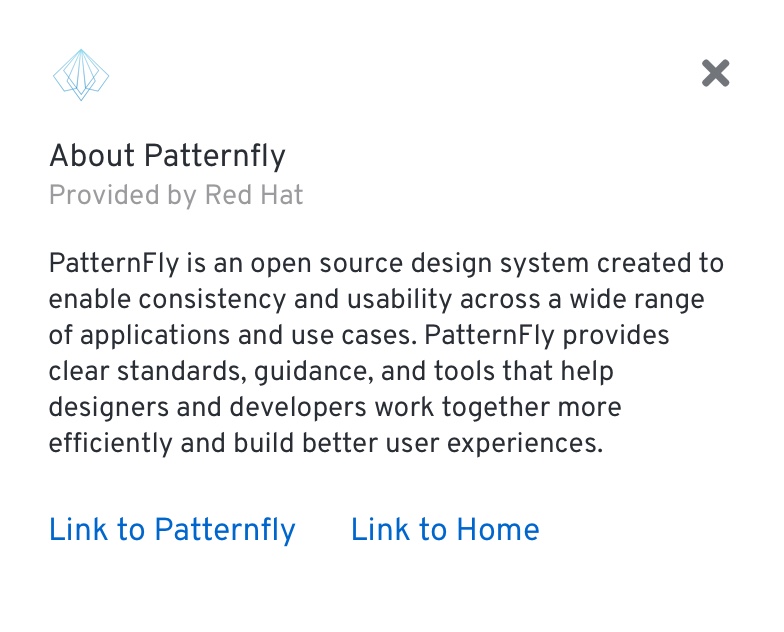 About Patternfly
Provided by Red Hat
PatternFly is an open source design system created to
enable consistency and usability across a wide range
of applications and use cases. PatternFly provides
clear standards, guidance, and tools that help
designers and developers work together more
efficiently and build better user experiences.
Link to Patternfly Link to Home